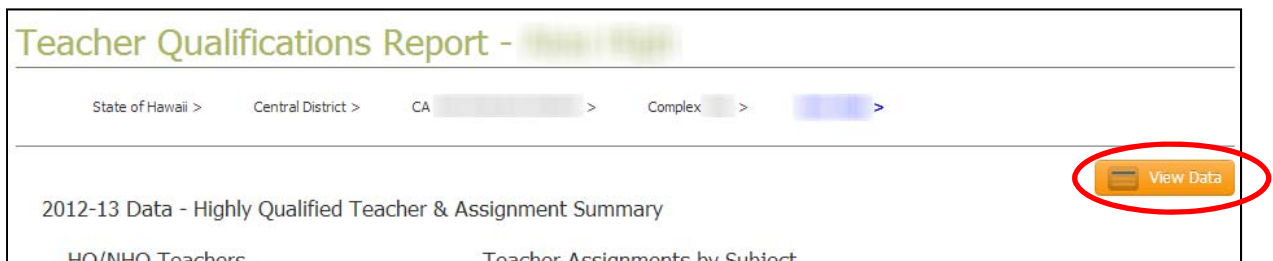 Teacher Qualifications Report -
State of Hawaii > Central District > CA > Complex > >
View Data
2012-13 Data - Highly Qualified Teacher & Assignment Summary
HQ/NHQ Teachers Teacher Assignments by Subject